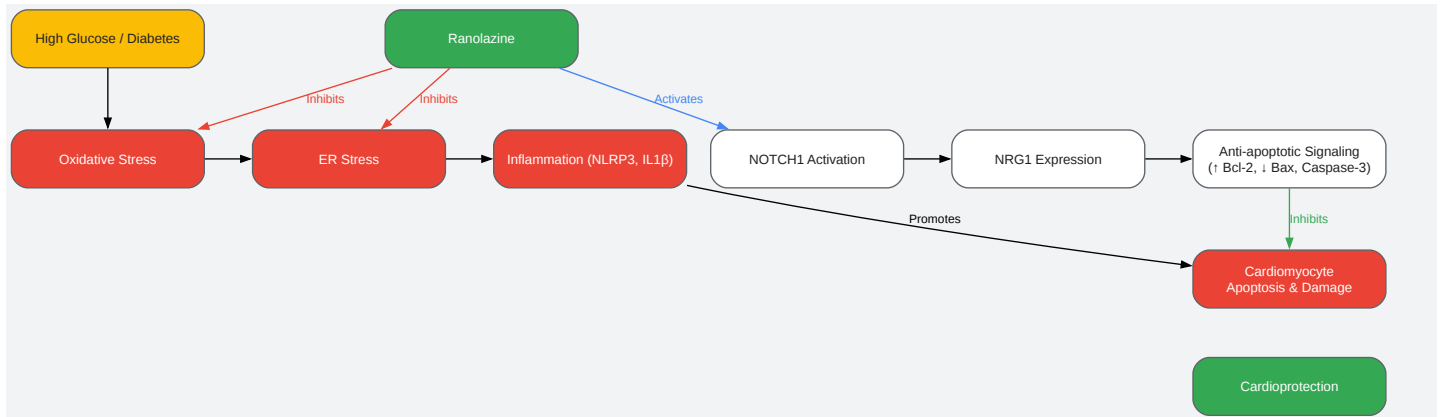 High Glucose / Diabetes
Ranolazine
Inhibits
Inhibits
Activates
Oxidative Stress
ER Stress
Inflammation (NLRP3, IL1β)
NOTCH1 Activation
NRG1 Expression
Anti-apoptotic Signaling
(↑ Bcl-2, ↓ Bax, Caspase-3)
Promotes
Inhibits
Cardiomyocyte
Apoptosis & Damage
Cardioprotection